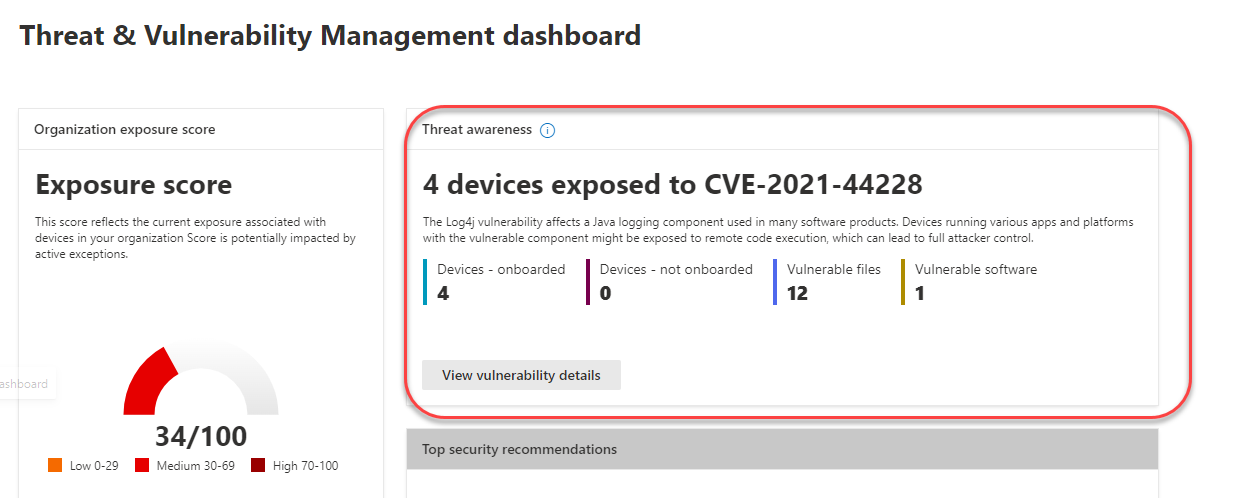 Threat & Vulnerability Management dashboard
Organization exposure score
Exposure score
This score reflects the current exposure associated with
devices in your organization Score is potentially impacted by
active exceptions.
34/100
Low 0-29 Medium 30-69 High 70-100
ashboard
Threat awareness
4 devices exposed to CVE-2021-44228
The Log4j vulnerability affects a Java logging component used in many software products. Devices running various apps and platforms
with the vulnerable component might be exposed to remote code execution, which can lead to full attacker control.
Devices - onboarded Devices - not onboarded Vulnerable files Vulnerable software
4 0 12 1
View vulnerability details
Top security recommendations